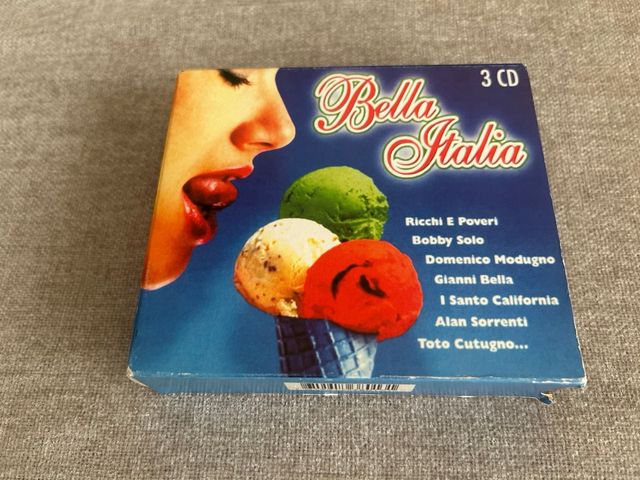 3 CD
Bella
Italia
Ricchi E Poveri
Bobby Solo
Domenico Modugno
Gianni Bella
I Santo California
Alan Sorrenti
Toto Cutugno...